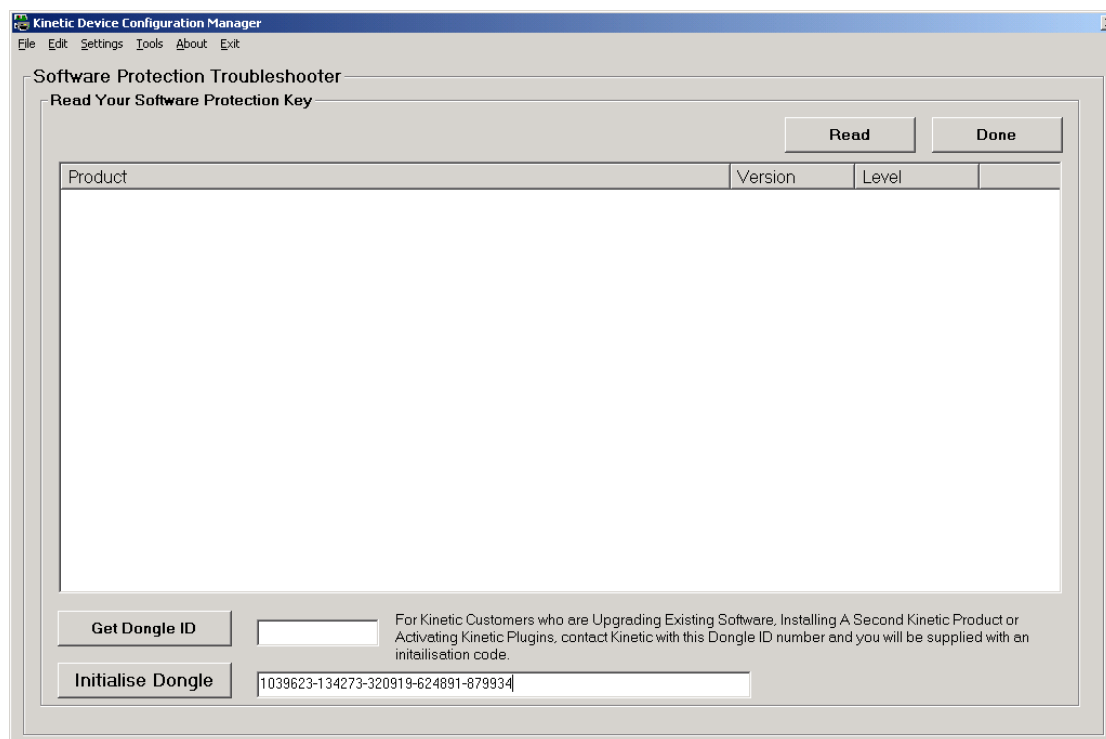 Kinetic Device Configuration Manager
File Edit Settings Tools About Exit
Software Protection Troubleshooter
Read Your Software Protection Key
Read Done
Product Version Level
Get Dongle ID
For Kinetic Customers who are Upgrading Existing Software, Installing A Second Kinetic Product or
Activating Kinetic Plugins, contact Kinetic with this Dongle ID number and you will be supplied with an
initailisation code.
Initialise Dongle 1039623-134273-320919-624891-879934